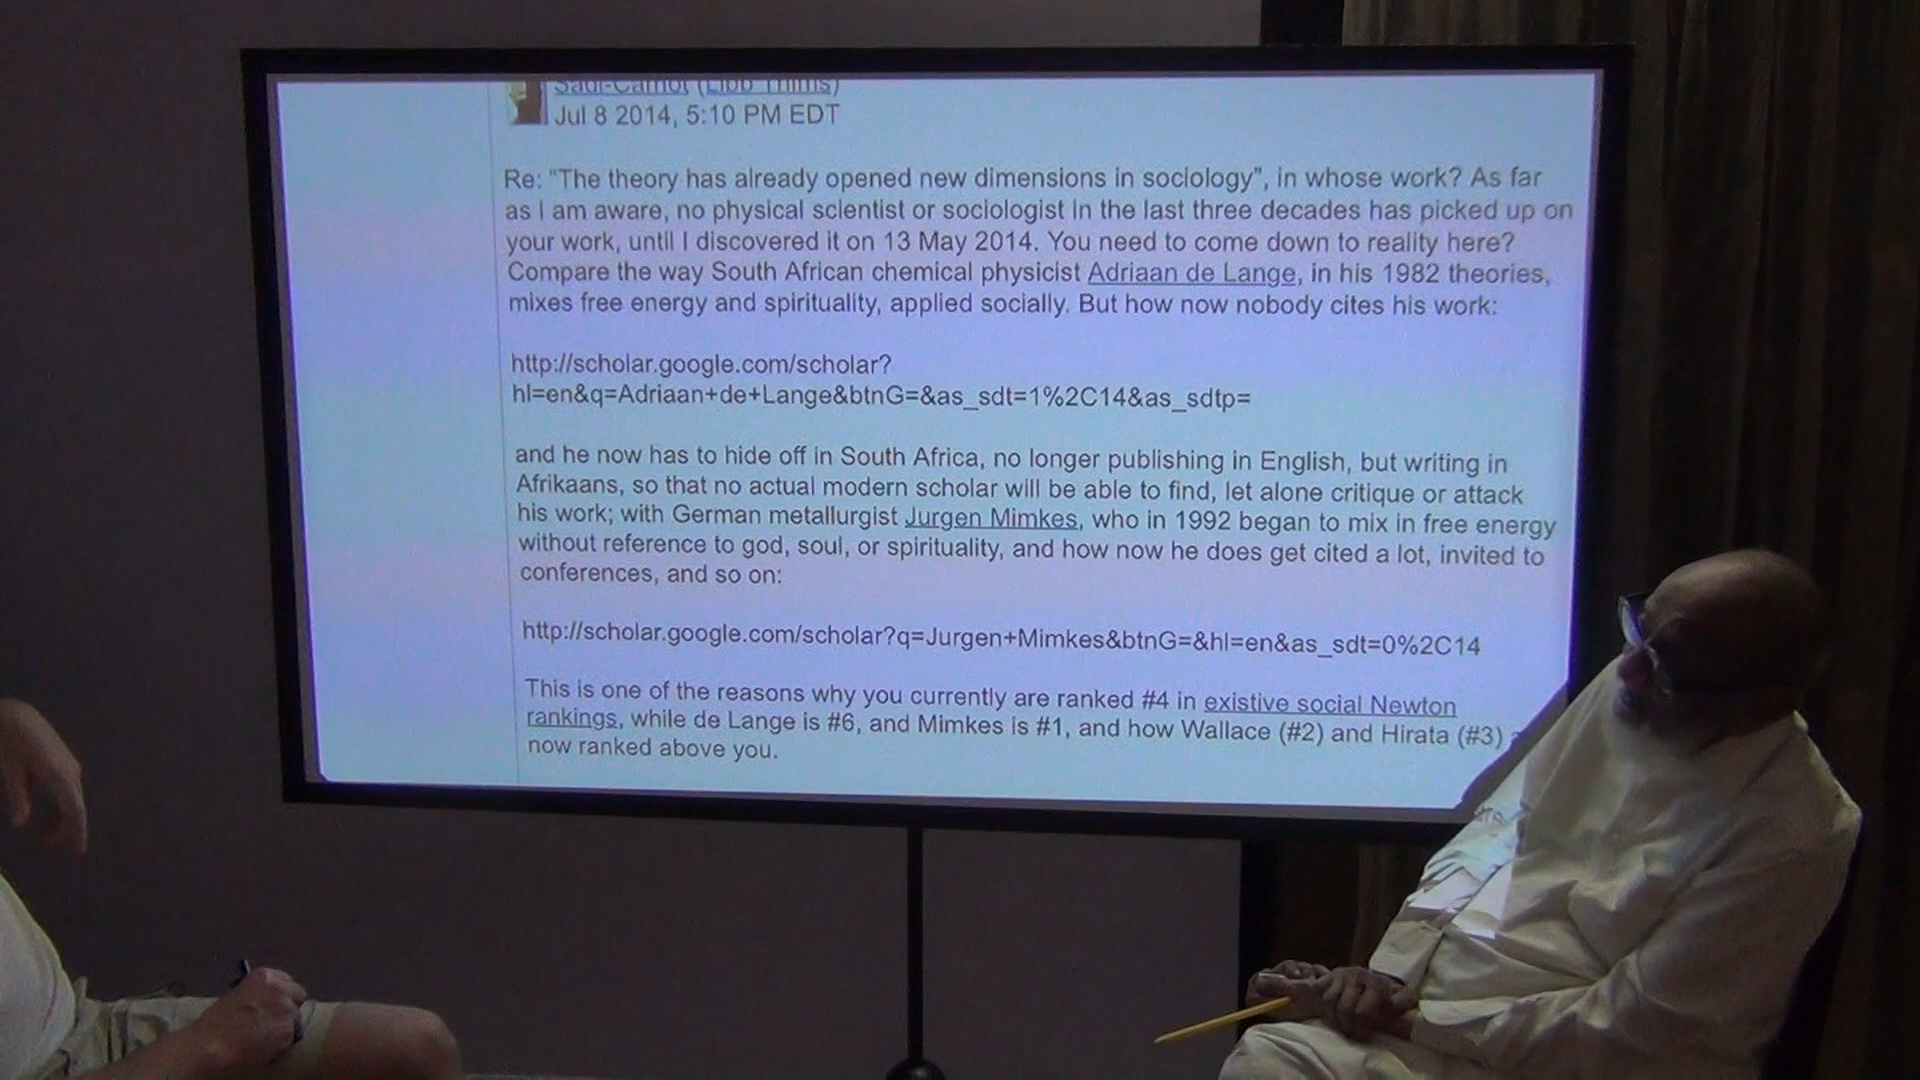 Sadi-Carnot (Libb Thims)
Jul 8 2014, 5:10 PM EDT
Re: "The theory has already opened new dimensions in sociology", in whose work? As far
as I am aware, no physical scientist or sociologist in the last three decades has picked up on
your work, until I discovered it on 13 May 2014. You need to come down to reality here?
Compare the way South African chemical physicist Adriaan de Lange, in his 1982 theories,
mixes free energy and spirituality, applied socially. But how now nobody cites his work:
http://scholar.google.com/scholar?
hl=en&q=Adriaan+de+Lange&btnG=&as_sdt=1%2C14&as_sdtp=
and he now has to hide off in South Africa, no longer publishing in English, but writing in
Afrikaans, so that no actual modern scholar will be able to find, let alone critique or attack
his work; with German metallurgist Jurgen Mimkes, who in 1992 began to mix in free energy
without reference to god, soul, or spirituality, and how now he does get cited a lot, invited to
conferences, and so on:
http://scholar.google.com/scholar?q=Jurgen+Mimkes&btnG=&hl=en&as_sdt=0%2C14
This is one of the reasons why you currently are ranked #4 in existive social Newton
rankings, while de Lange is #6, and Mimkes is #1, and how Wallace (#2) and Hirata (#3)
now ranked above you.